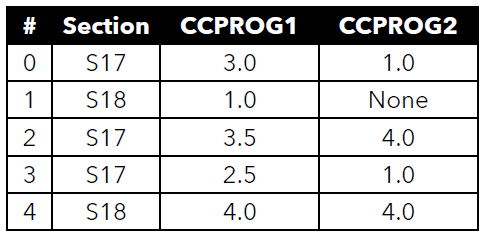 # Section CCPROG1 CCPROG2
0 S17 3.0 1.0
1 S18 1.0 None
2 S17 3.5 4.0
3 S17 2.5 1.0
4 S18 4.0 4.0